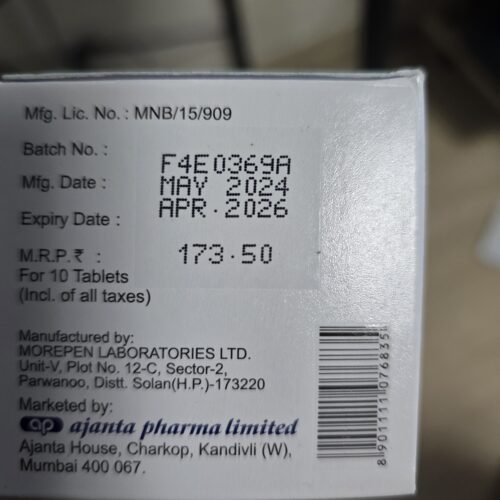 Mfg. Lic. No. : MNB/15/909
Batch No. : F4E0369A
Mfg. Date : MAY 2024
Expiry Date : APR.2026
M.R.P.₹ : 173.50
For 10 Tablets
(Incl. of all taxes)
Manufactured by:
MOREPEN LABORATORIES LTD.
Unit-V, Plot No. 12-C, Sector-2,
Parwanoo, Distt. Solan(H.P.)-173220
Marketed by:
ap ajanta pharma limited
Ajanta House, Charkop, Kandivli (W),
Mumbai 400 067.
8901111076835